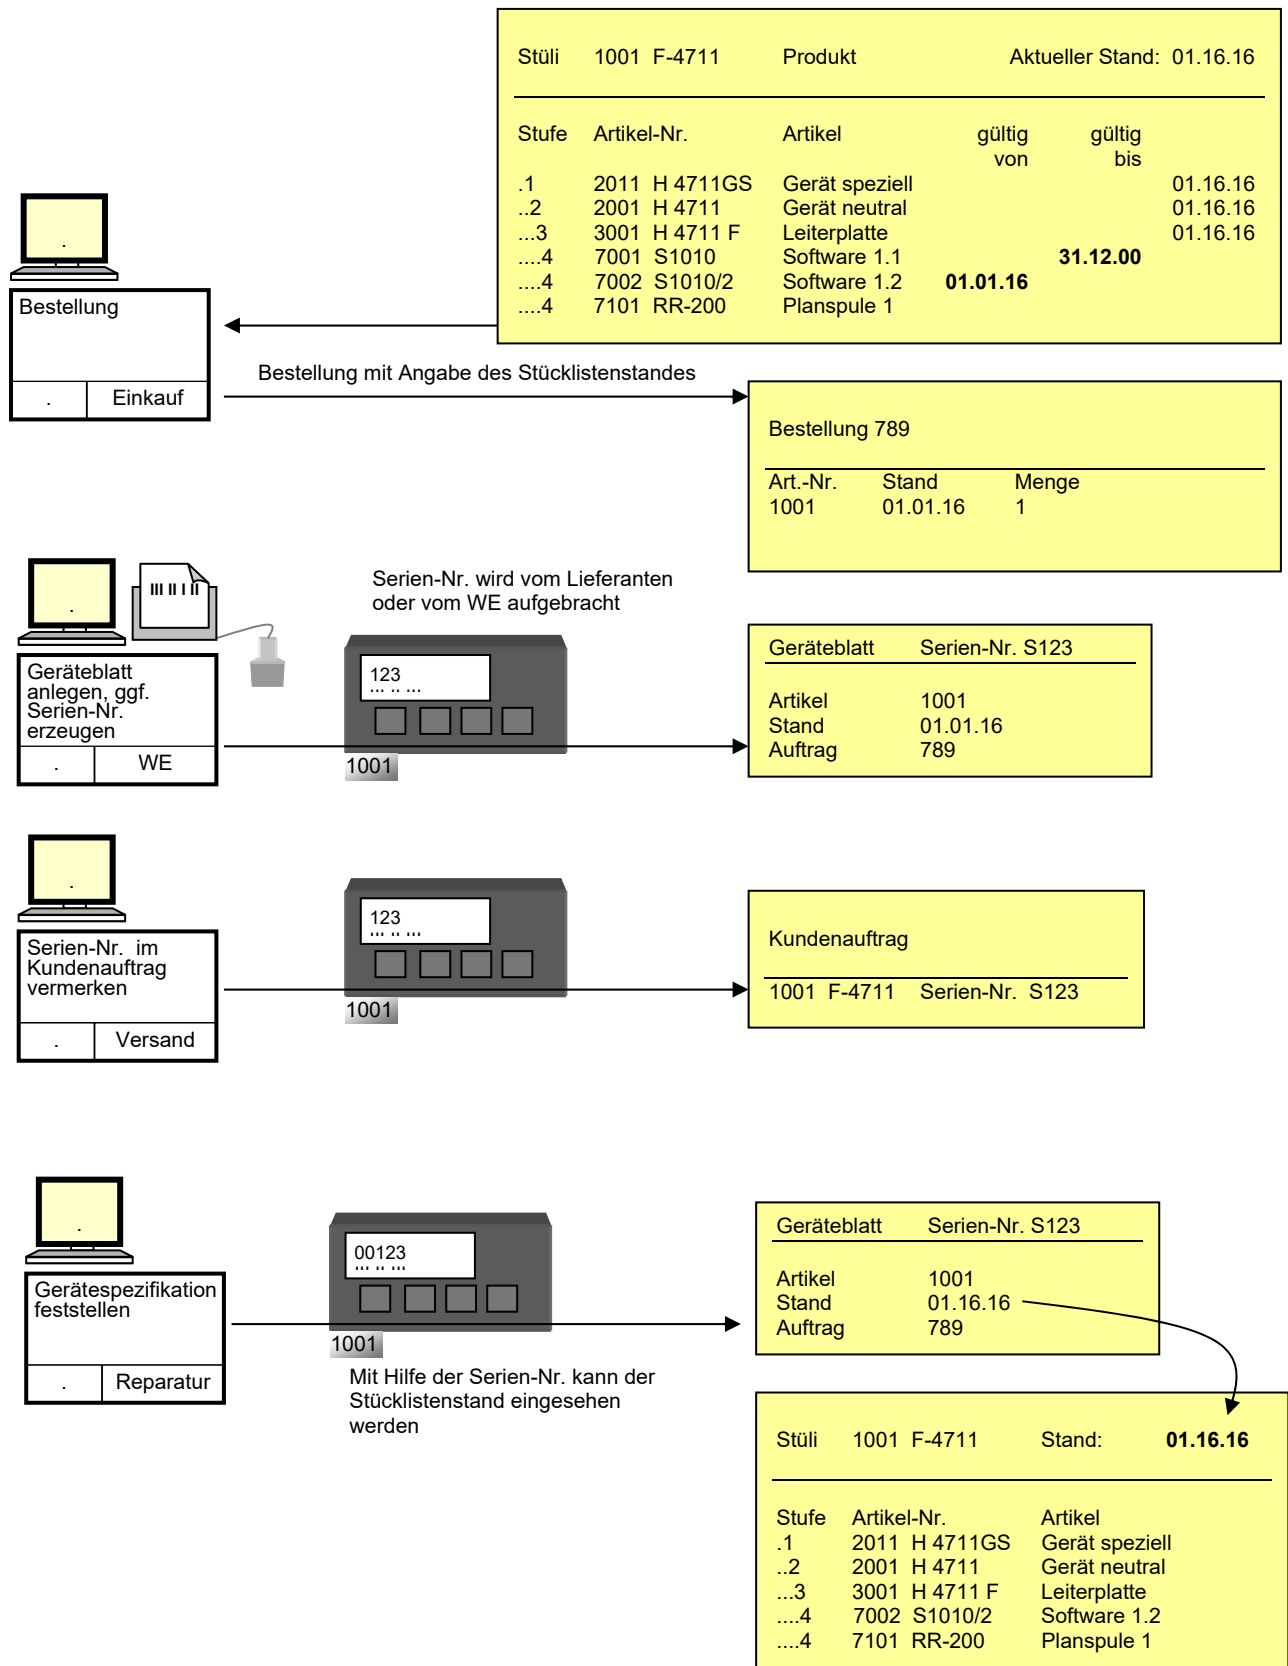 Stüli 1001 F-4711 Produkt Aktueller Stand: 01.16.16
Stufe Artikel-Nr. Artikel gültig gültig
von bis
.1 2011 H 4711GS Gerät speziell 01.16.16
..2 2001 H 4711 Gerät neutral 01.16.16
...3 3001 H 4711 F Leiterplatte 01.16.16
....4 7001 S1010 Software 1.1 31.12.00
....4 7002 S1010/2 Software 1.2 01.01.16
....4 7101 RR-200 Planspule 1
.
Bestellung
. Einkauf
Bestellung mit Angabe des Stücklistenstandes
Bestellung 789
Art.-Nr. Stand Menge
1001 01.01.16 1
.
Geräteblatt
anlegen, ggf.
Serien-Nr.
erzeugen
. WE
Serien-Nr. wird vom Lieferanten
oder vom WE aufgebracht
123
1001
Geräteblatt Serien-Nr. S123
Artikel 1001
Stand 01.01.16
Auftrag 789
.
Serien-Nr. im
Kundenauftrag
vermerken
. Versand
123
1001
Kundenauftrag
1001 F-4711 Serien-Nr. S123
.
Gerätespezifikation
feststellen
. Reparatur
00123
1001
Mit Hilfe der Serien-Nr. kann der
Stücklistenstand eingesehen
werden
Geräteblatt Serien-Nr. S123
Artikel 1001
Stand 01.16.16
Auftrag 789
Stüli 1001 F-4711 Stand: 01.16.16
Stufe Artikel-Nr. Artikel
.1 2011 H 4711GS Gerät speziell
..2 2001 H 4711 Gerät neutral
...3 3001 H 4711 F Leiterplatte
....4 7002 S1010/2 Software 1.2
....4 7101 RR-200 Planspule 1